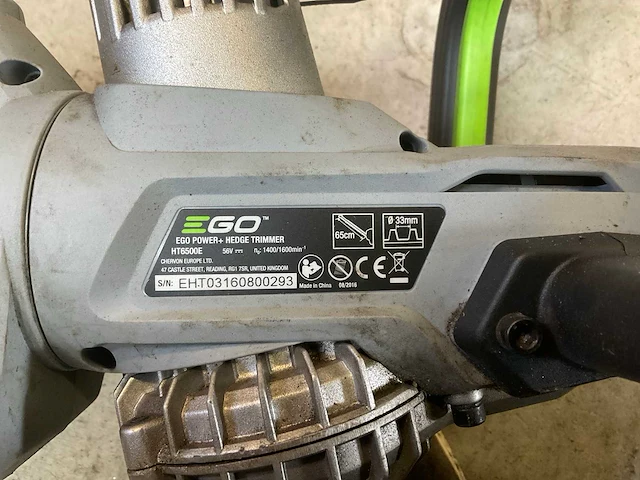 EGO™
EGO POWER+ HEDGE TRIMMER
HT6500E 56V n₀: 1400/1600min⁻¹
CHERVON EUROPE LTD.
47 CASTLE STREET, READING, RG1 7SR, UNITED KINGDOM
S/N: EHT03160800293
65cm
Ø 33mm
CE
Made in China 08/2016